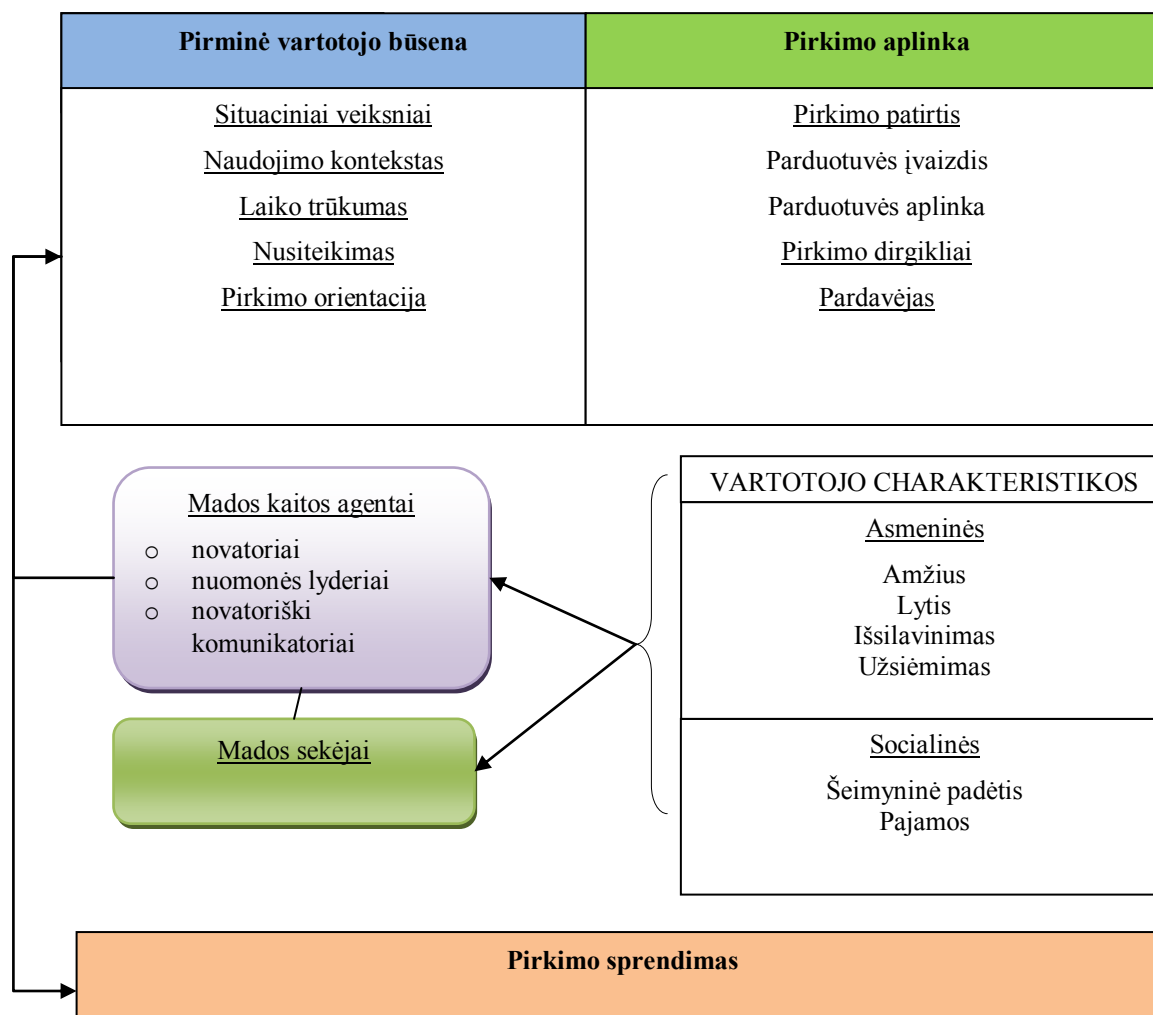 Pirminė vartotojo būsena
Pirkimo aplinka
Situaciniai veiksniai
Naudojimo kontekstas
Laiko trūkumas
Nusiteikimas
Pirkimo orientacija
Pirkimo patirtis
Parduotuvės įvaizdis
Parduotuvės aplinka
Pirkimo dirgikliai
Pardavėjas
Mados kaitos agentai
o novatoriai
o nuomonės lyderiai
o novatoriški
komunikatoriai
Mados sekėjai
VARTOTOJO CHARAKTERISTIKOS
Asmeninės
Amžius
Lytis
Išsilavinimas
Užsiėmimas
Socialinės
Šeimyninė padėtis
Pajamos
Pirkimo sprendimas